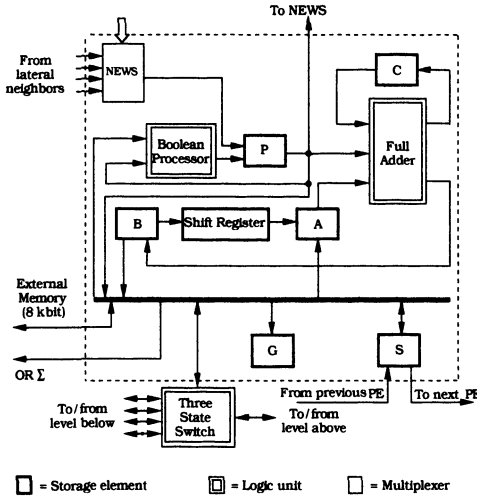 To NEWS
From
lateral
neighbors
NEWS
C
Boolean
Processor
P
Full
Adder
B
Shift Register
A
External
Memory
(8 kbit)
OR Σ
G
S
From previous PE
To next PE
To/from
level below
Three
State
Switch
To/from
level above
= Storage element
= Logic unit
= Multiplexer